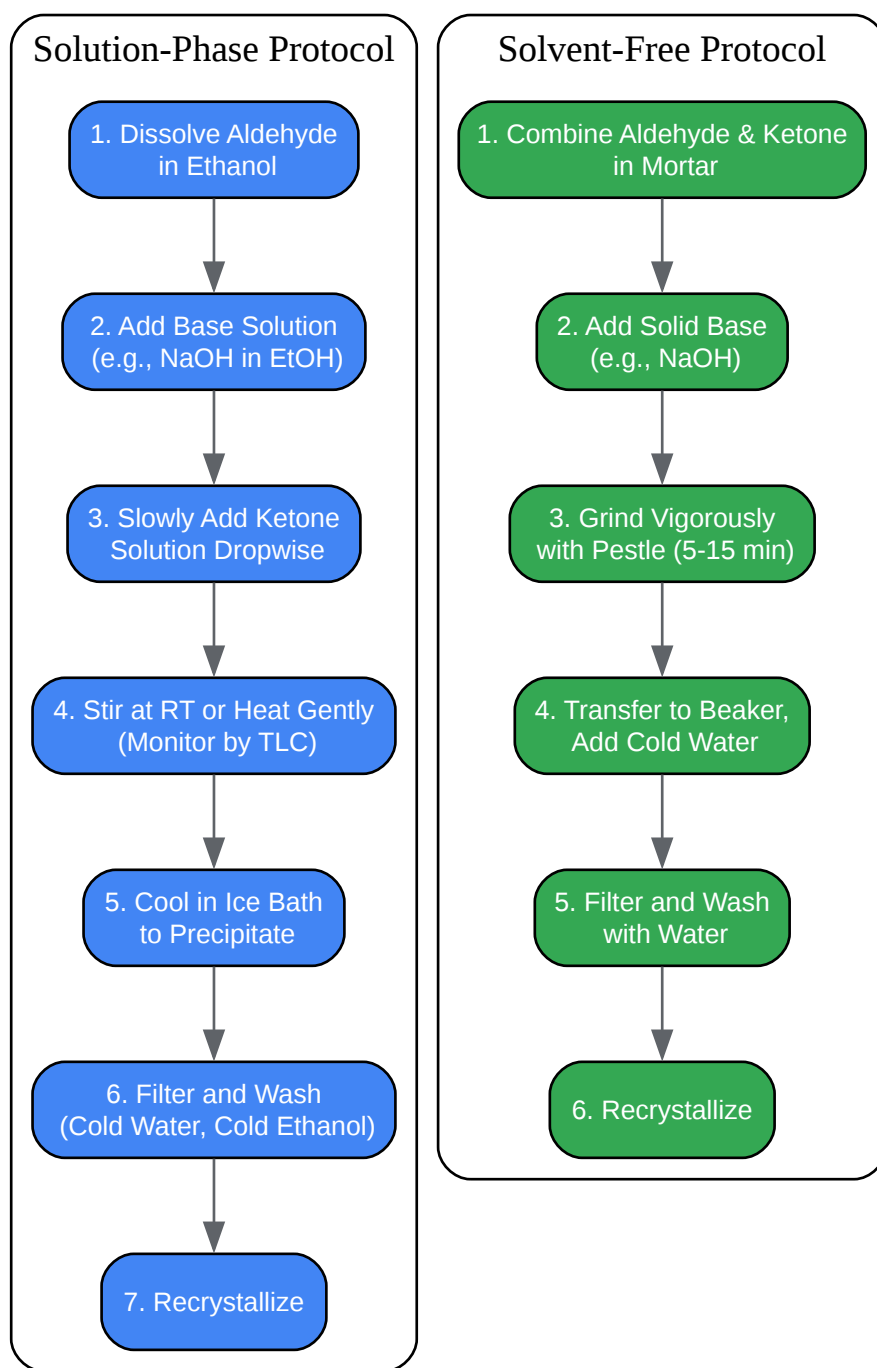 Solution-Phase Protocol
1. Dissolve Aldehyde
in Ethanol
2. Add Base Solution
(e.g., NaOH in EtOH)
3. Slowly Add Ketone
Solution Dropwise
4. Stir at RT or Heat Gently
(Monitor by TLC)
5. Cool in Ice Bath
to Precipitate
6. Filter and Wash
(Cold Water, Cold Ethanol)
7. Recrystallize
Solvent-Free Protocol
1. Combine Aldehyde & Ketone
in Mortar
2. Add Solid Base
(e.g., NaOH)
3. Grind Vigorously
with Pestle (5-15 min)
4. Transfer to Beaker,
Add Cold Water
5. Filter and Wash
with Water
6. Recrystallize